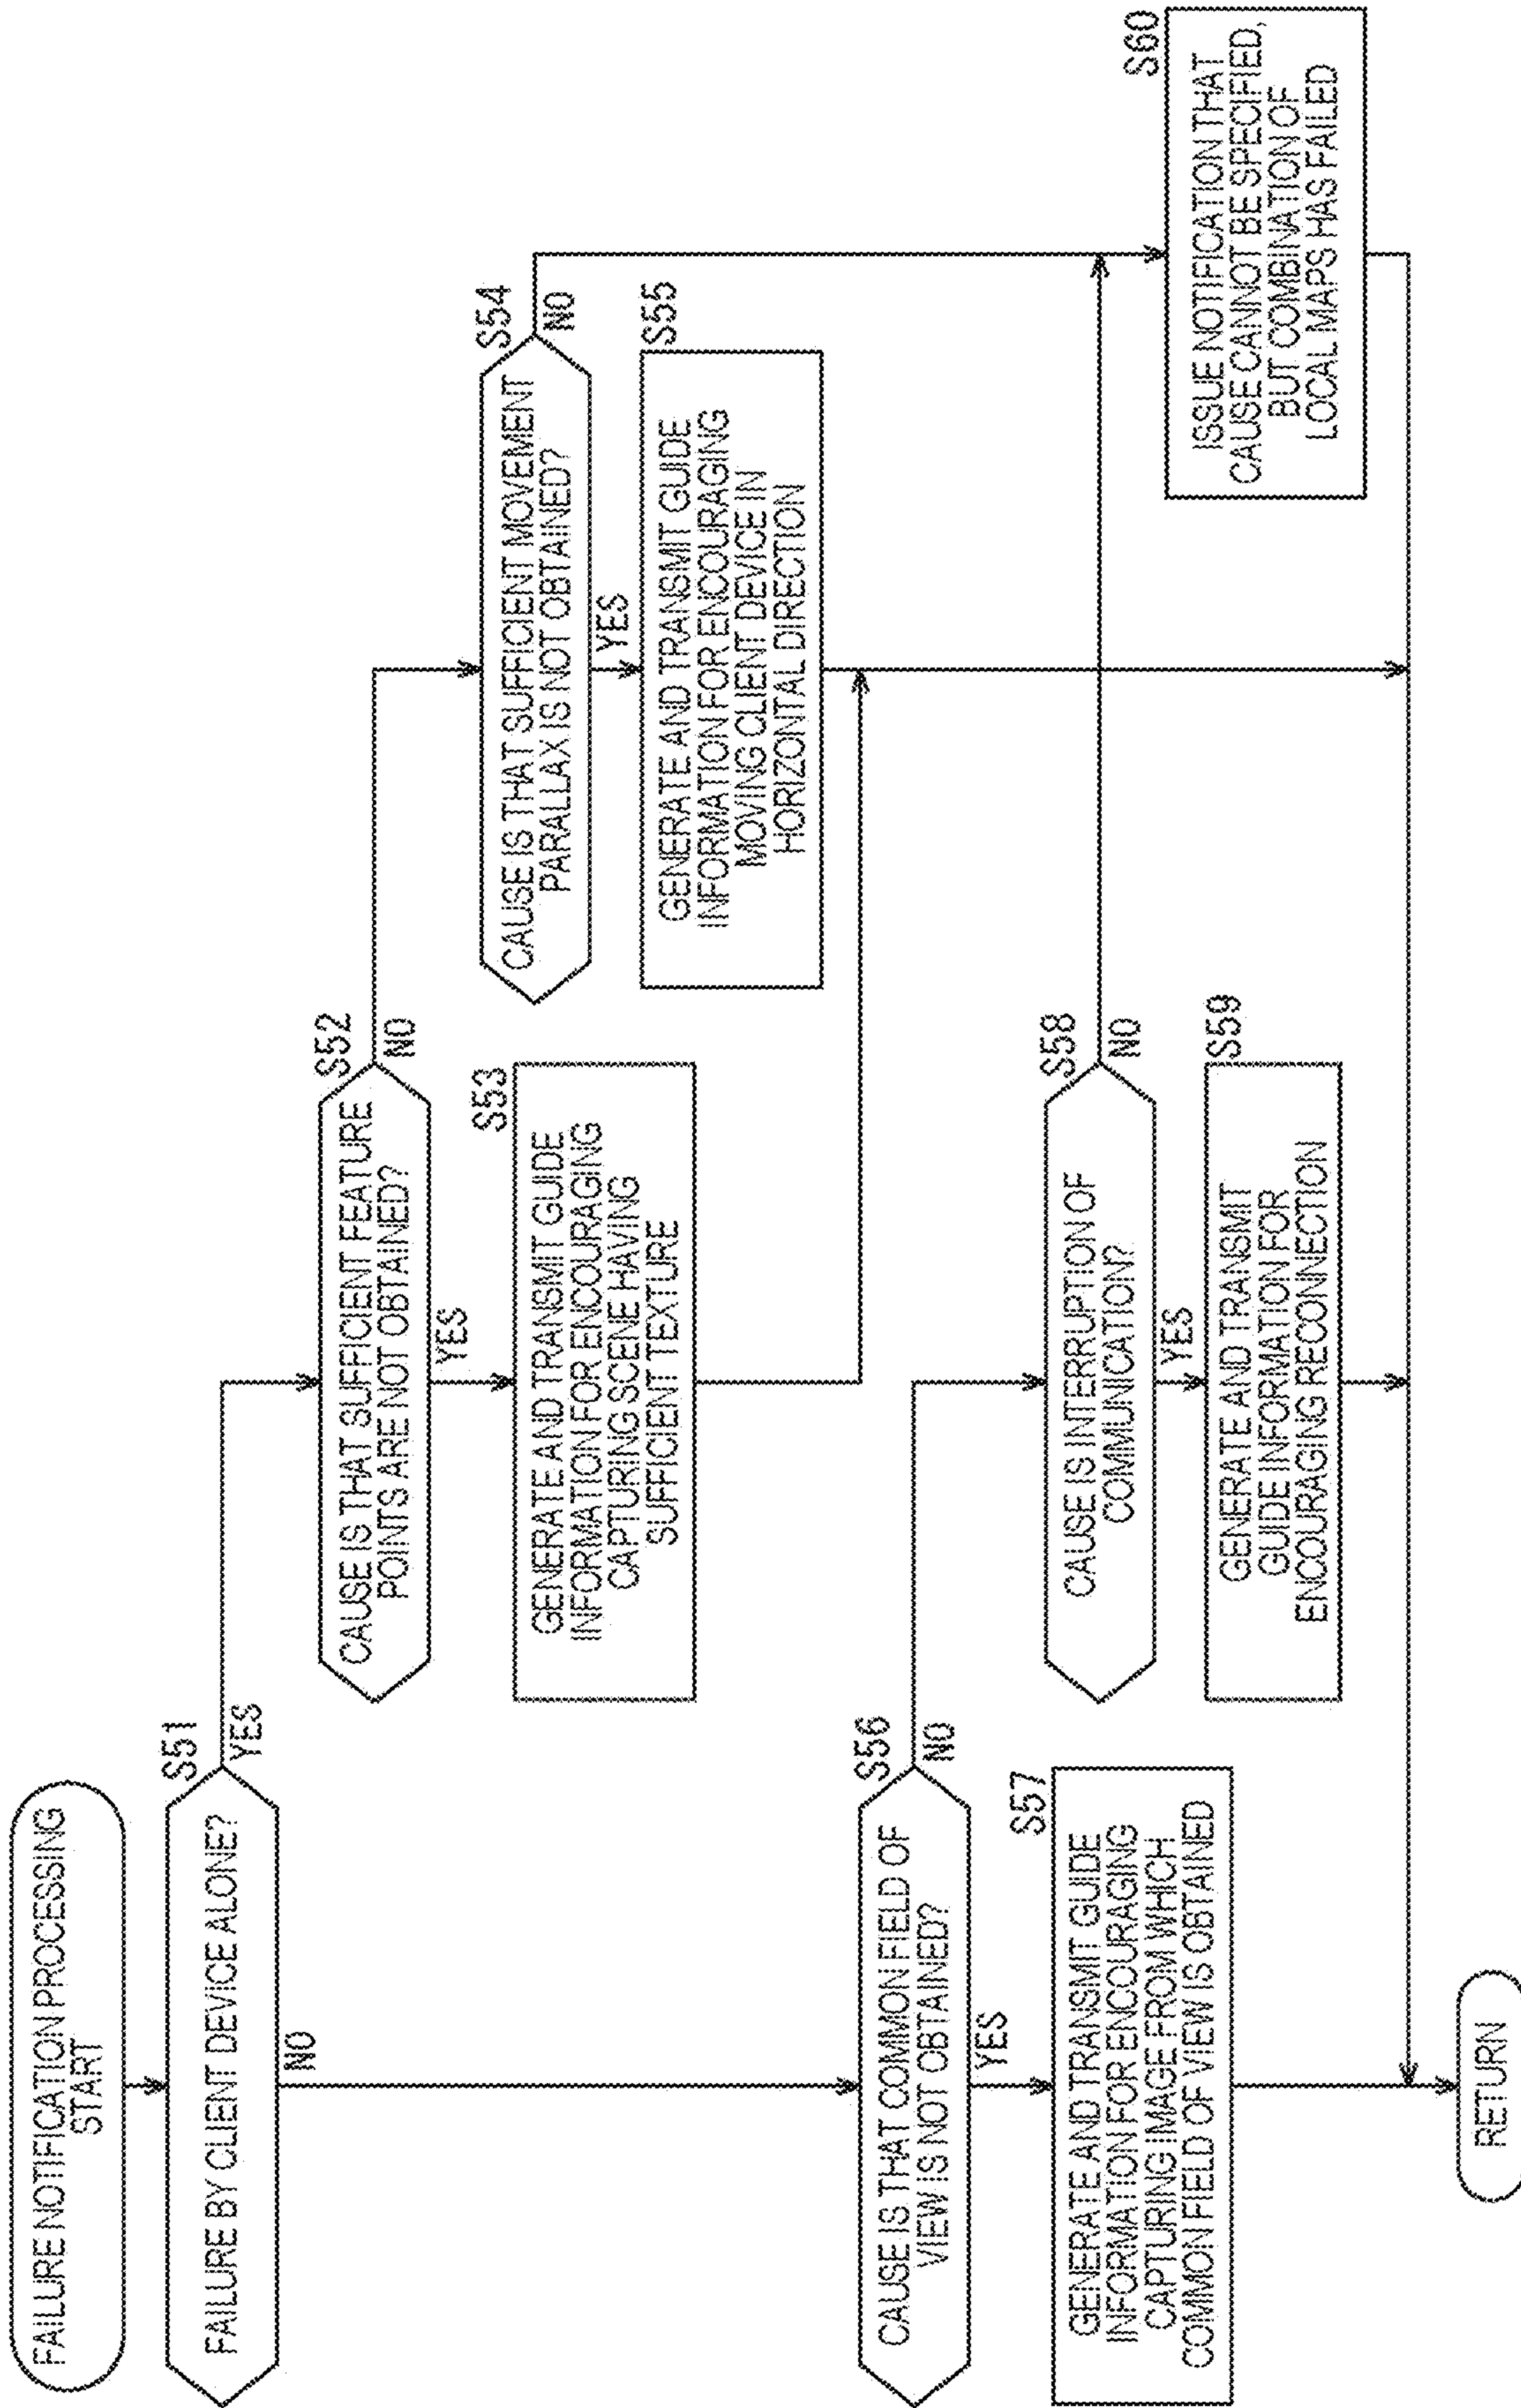 FAILURE NOTIFICATION PROCESSING
START
S51
FAILURE BY CLIENT DEVICE ALONE?
YES
NO
S52
CAUSE IS THAT SUFFICIENT FEATURE
POINTS ARE NOT OBTAINED?
NO
YES
S53
GENERATE AND TRANSMIT GUIDE
INFORMATION FOR ENCOURAGING
CAPTURING SCENE HAVING
SUFFICIENT TEXTURE
S54
CAUSE IS THAT SUFFICIENT MOVEMENT
PARALLAX IS NOT OBTAINED?
NO
YES
S55
GENERATE AND TRANSMIT GUIDE
INFORMATION FOR ENCOURAGING
MOVING CLIENT DEVICE IN
HORIZONTAL DIRECTION
S56
CAUSE IS THAT COMMON FIELD OF
VIEW IS NOT OBTAINED?
NO
YES
S57
GENERATE AND TRANSMIT GUIDE
INFORMATION FOR ENCOURAGING
CAPTURING IMAGE FROM WHICH
COMMON FIELD OF VIEW IS OBTAINED
S58
CAUSE IS INTERRUPTION OF
COMMUNICATION?
NO
YES
S59
GENERATE AND TRANSMIT
GUIDE INFORMATION FOR
ENCOURAGING RECONNECTION
S60
ISSUE NOTIFICATION THAT
CAUSE CANNOT BE SPECIFIED,
BUT COMBINATION OF
LOCAL MAPS HAS FAILED
RETURN